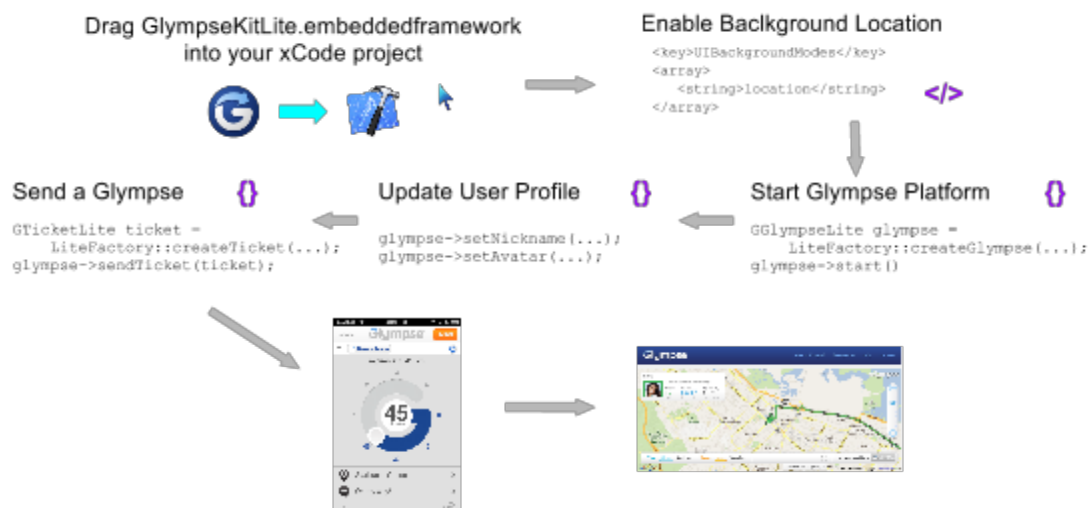 Drag GlympseKitLite.embeddedframework
into your xCode project
Enable Baclkground Location
<key>UIBackgroundModes</key>
<array>
<string>location</string>
</array>
</>
Start Glympse Platform {}
GGlympseLite glympse =
LiteFactory::createGlympse(...);
glympse->start()
Update User Profile {}
glympse->setNickname(...);
glympse->setAvatar(...);
Send a Glympse {}
GTicketLite ticket =
LiteFactory::createTicket(...);
glympse->sendTicket(ticket);
Glympse
45
Glympse